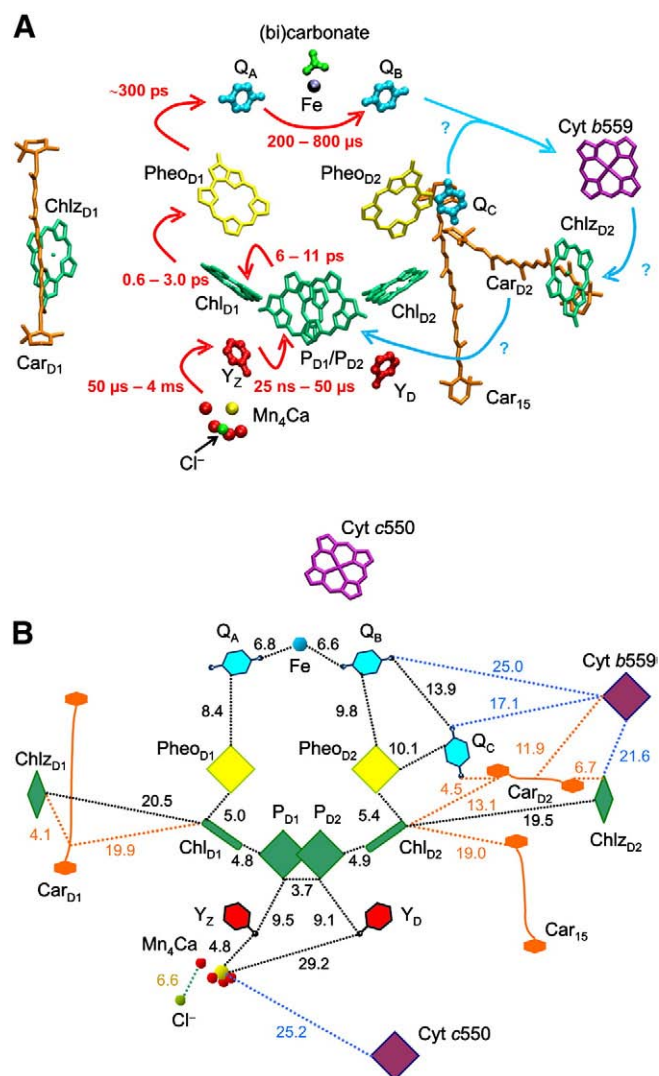 A
(bi)carbonate
QA
QB
~300 ps
Fe
Cyt b559
200 – 800 µs
?
PheoD1
PheoD2
QC
ChlzD1
ChlzD2
6 – 11 ps
0.6 – 3.0 ps
CarD2
?
ChlD1
ChlD2
?
CarD1
YZ
PD1/PD2
50 µs – 4 ms
25 ns – 50 µs
YD
Car15
Mn4Ca
Cl–
Cyt c550
B
QA
6.8
6.6
QB
Fe
25.0
Cyt b559
13.9
17.1
8.4
9.8
ChlzD1
PheoD1
PheoD2
10.1
QC
11.9
21.6
6.7
4.5
CarD2
20.5
5.0
PD1
PD2
5.4
13.1
4.1
19.5
ChlzD2
19.9
ChlD1
4.8
4.9
ChlD2
19.0
CarD1
3.7
YZ
9.5
9.1
YD
Car15
Mn4Ca
4.8
29.2
6.6
Cl–
25.2
Cyt c550